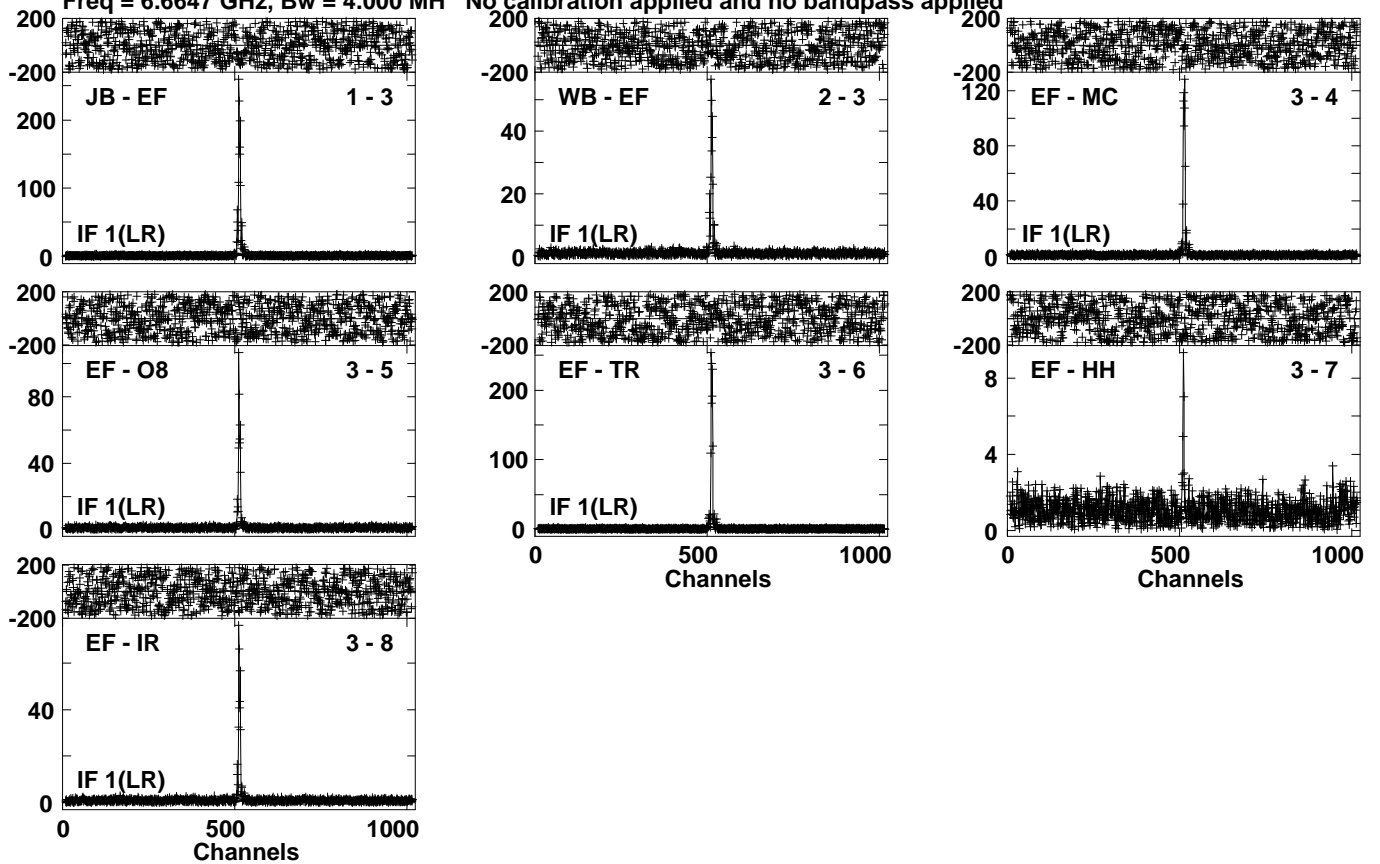 Freq = 6.6647 GHz, Bw = 4.000 MH No calibration applied and no bandpass applied
200
-200
JB - EF 1 - 3
200
100
0
IF 1(LR)
200
-200
WB - EF 2 - 3
40
20
0
IF 1(LR)
200
-200
EF - MC 3 - 4
120
80
40
0
IF 1(LR)
200
-200
EF - O8 3 - 5
80
40
0
IF 1(LR)
200
-200
EF - TR 3 - 6
200
100
0
IF 1(LR)
0 500 1000
Channels
200
-200
EF - HH 3 - 7
8
4
0
0 500 1000
Channels
200
-200
EF - IR 3 - 8
40
0
IF 1(LR)
0 500 1000
Channels